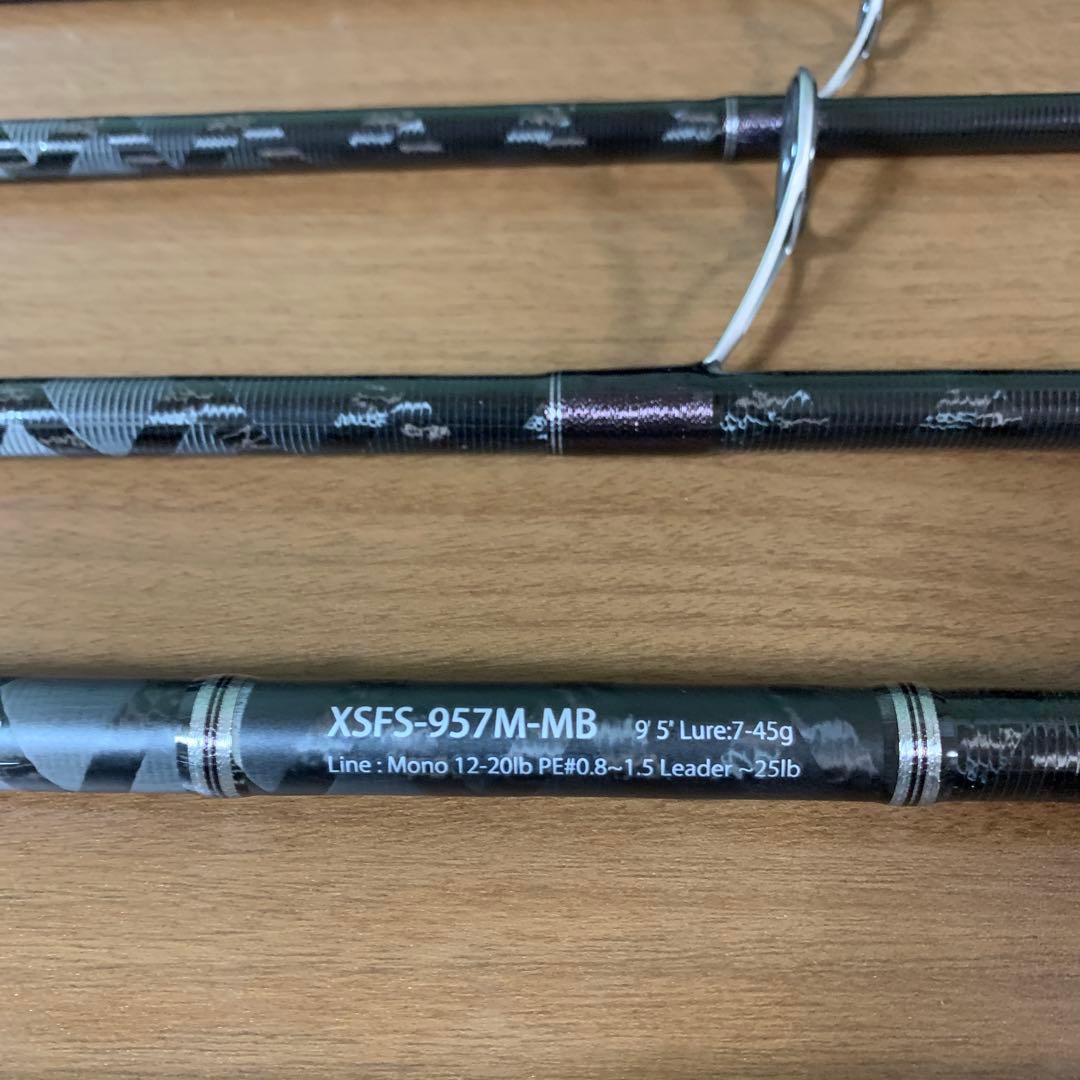 XSFS-957M-MB 9' 5' Lure:7-45g
Line : Mono 12-20lb PE#0.8~1.5 Leader ~25lb